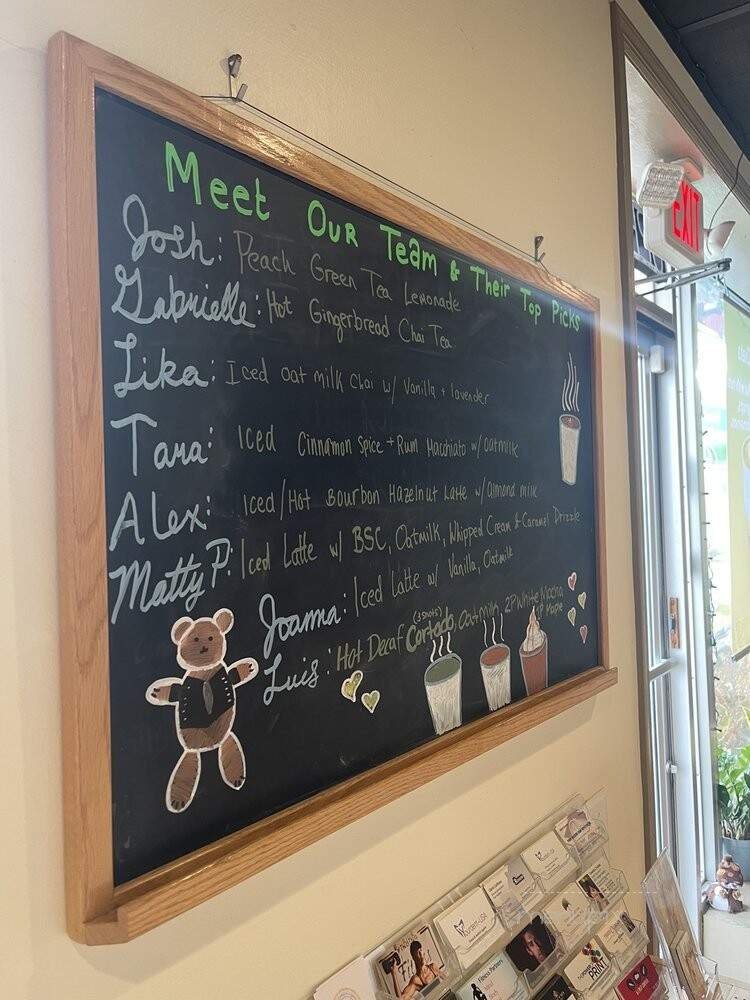 Meet Our Team & Their Top Picks
Josh: Peach Green Tea Lemonade
Gabrielle: Hot Gingerbread Chai Tea
Lika: Iced oat milk Chai w/ Vanilla + lavender
Tara: Iced Cinnamon Spice + Rum Macchiato w/ oatmilk
Alex: Iced/Hot Bourbon Hazelnut Latte w/ almond milk
Matty P: Iced Latte w/ BSC, Oatmilk, Whipped Cream & Caramel Drizzle
Joanna: Iced Latte w/ Vanilla, Oatmilk
(3 shots)
Luis: Hot Decaf Cortado, Oatmilk, 2P White Mocha
1P Maple
EXIT
PRINT